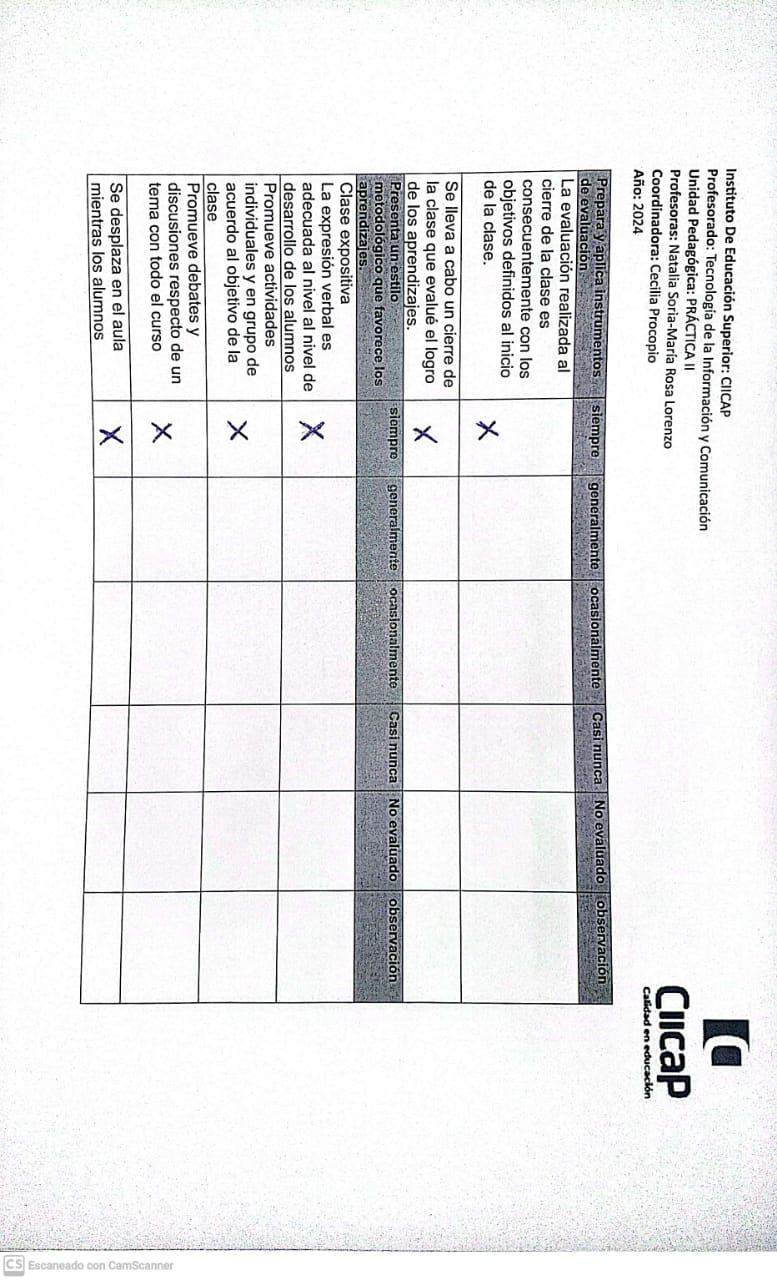 Instituto De Educación Superior: CIICAP
Profesorado: Tecnología de la Información y Comunicación
Unidad Pedagógica: PRÁCTICA II
Profesoras: Natalia Soria-María Rosa Lorenzo
Coordinadora: Cecilia Procopio
Año: 2024
CIICAP
Calidad en educación
Prepara y aplica instrumentos de evaluación. siempre generalmente ocasionalmente Casi nunca No evaluado observación
La evaluación realizada al
cierre de la clase es
consecuentemente con los
objetivos definidos al inicio
de la clase. X
Se lleva a cabo un cierre de
la clase que evalué el logro X
de los aprendizajes.
Presenta un estilo siempre generalmente ocasionalmente Casi nunca No evaluado observación
metodológico que favorece los
aprendizajes.
Clase expositiva
La expresión verbal es
adecuada al nivel al nivel de X
desarrollo de los alumnos
Promueve actividades
individuales y en grupo de
acuerdo al objetivo de la X
clase
Promueve debates y
discusiones respecto de un
tema con todo el curso X
Se desplaza en el aula X
mientras los alumnos
CS Escaneado con CamScanner